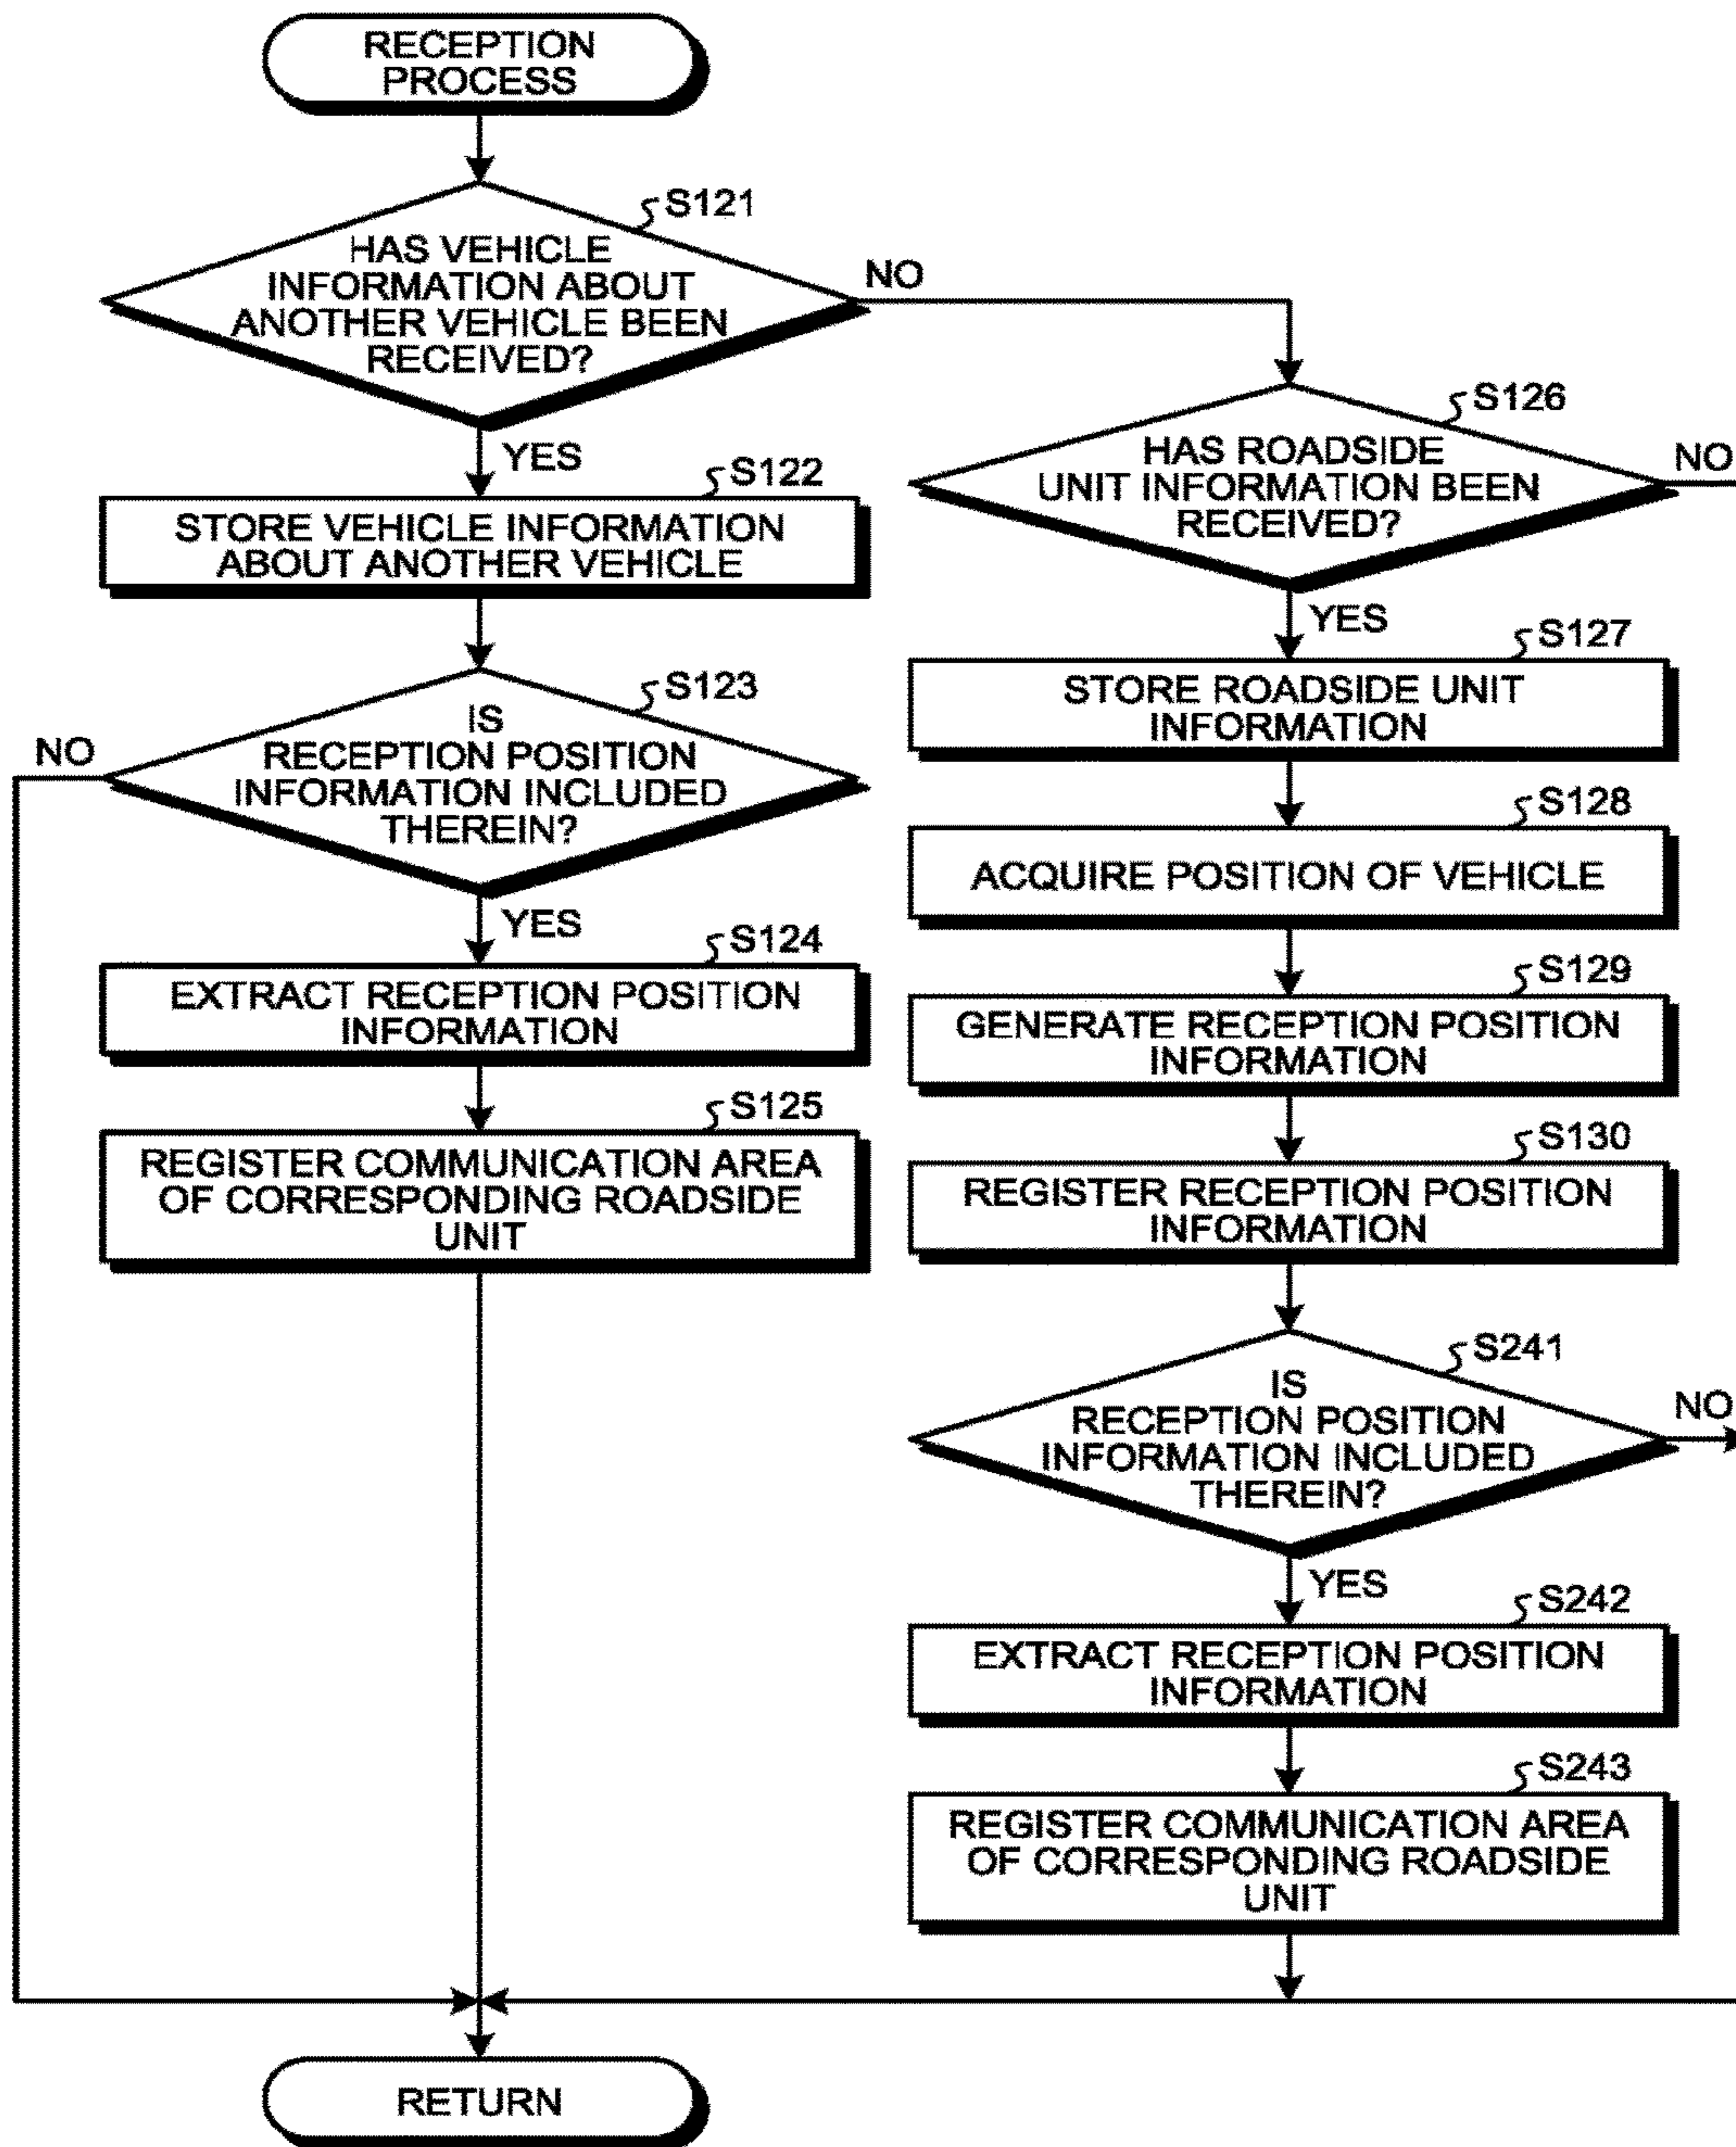 RECEPTION
PROCESS
S121
HAS VEHICLE
INFORMATION ABOUT
ANOTHER VEHICLE BEEN
RECEIVED?
NO
YES
S122
STORE VEHICLE INFORMATION
ABOUT ANOTHER VEHICLE
S123
IS
RECEPTION POSITION
INFORMATION INCLUDED
THEREIN?
NO
YES
S124
EXTRACT RECEPTION POSITION
INFORMATION
S125
REGISTER COMMUNICATION AREA
OF CORRESPONDING ROADSIDE
UNIT
S126
HAS ROADSIDE
UNIT INFORMATION BEEN
RECEIVED?
NO
YES
S127
STORE ROADSIDE UNIT
INFORMATION
S128
ACQUIRE POSITION OF VEHICLE
S129
GENERATE RECEPTION POSITION
INFORMATION
S130
REGISTER RECEPTION POSITION
INFORMATION
S241
IS
RECEPTION POSITION
INFORMATION INCLUDED
THEREIN?
NO
YES
S242
EXTRACT RECEPTION POSITION
INFORMATION
S243
REGISTER COMMUNICATION AREA
OF CORRESPONDING ROADSIDE
UNIT
RETURN